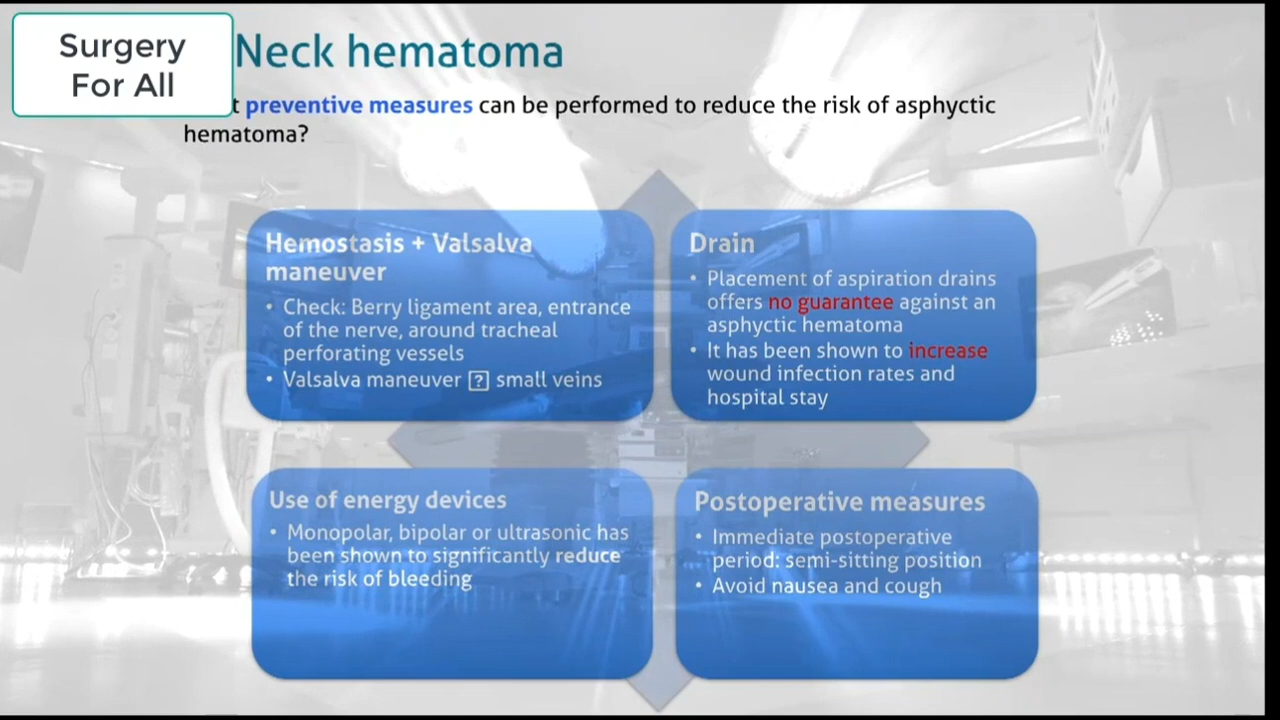 Surgery
For All
Neck hematoma
t preventive measures can be performed to reduce the risk of asphyctic
hematoma?
Hemostasis + Valsalva
maneuver
• Check: Berry ligament area, entrance
of the nerve, around tracheal
perforating vessels
• Valsalva maneuver ⍰ small veins
Drain
• Placement of aspiration drains
offers no guarantee against an
asphyctic hematoma
• It has been shown to increase
wound infection rates and
hospital stay
Use of energy devices
• Monopolar, bipolar or ultrasonic has
been shown to significantly reduce
the risk of bleeding
Postoperative measures
• Immediate postoperative
period: semi-sitting position
• Avoid nausea and cough